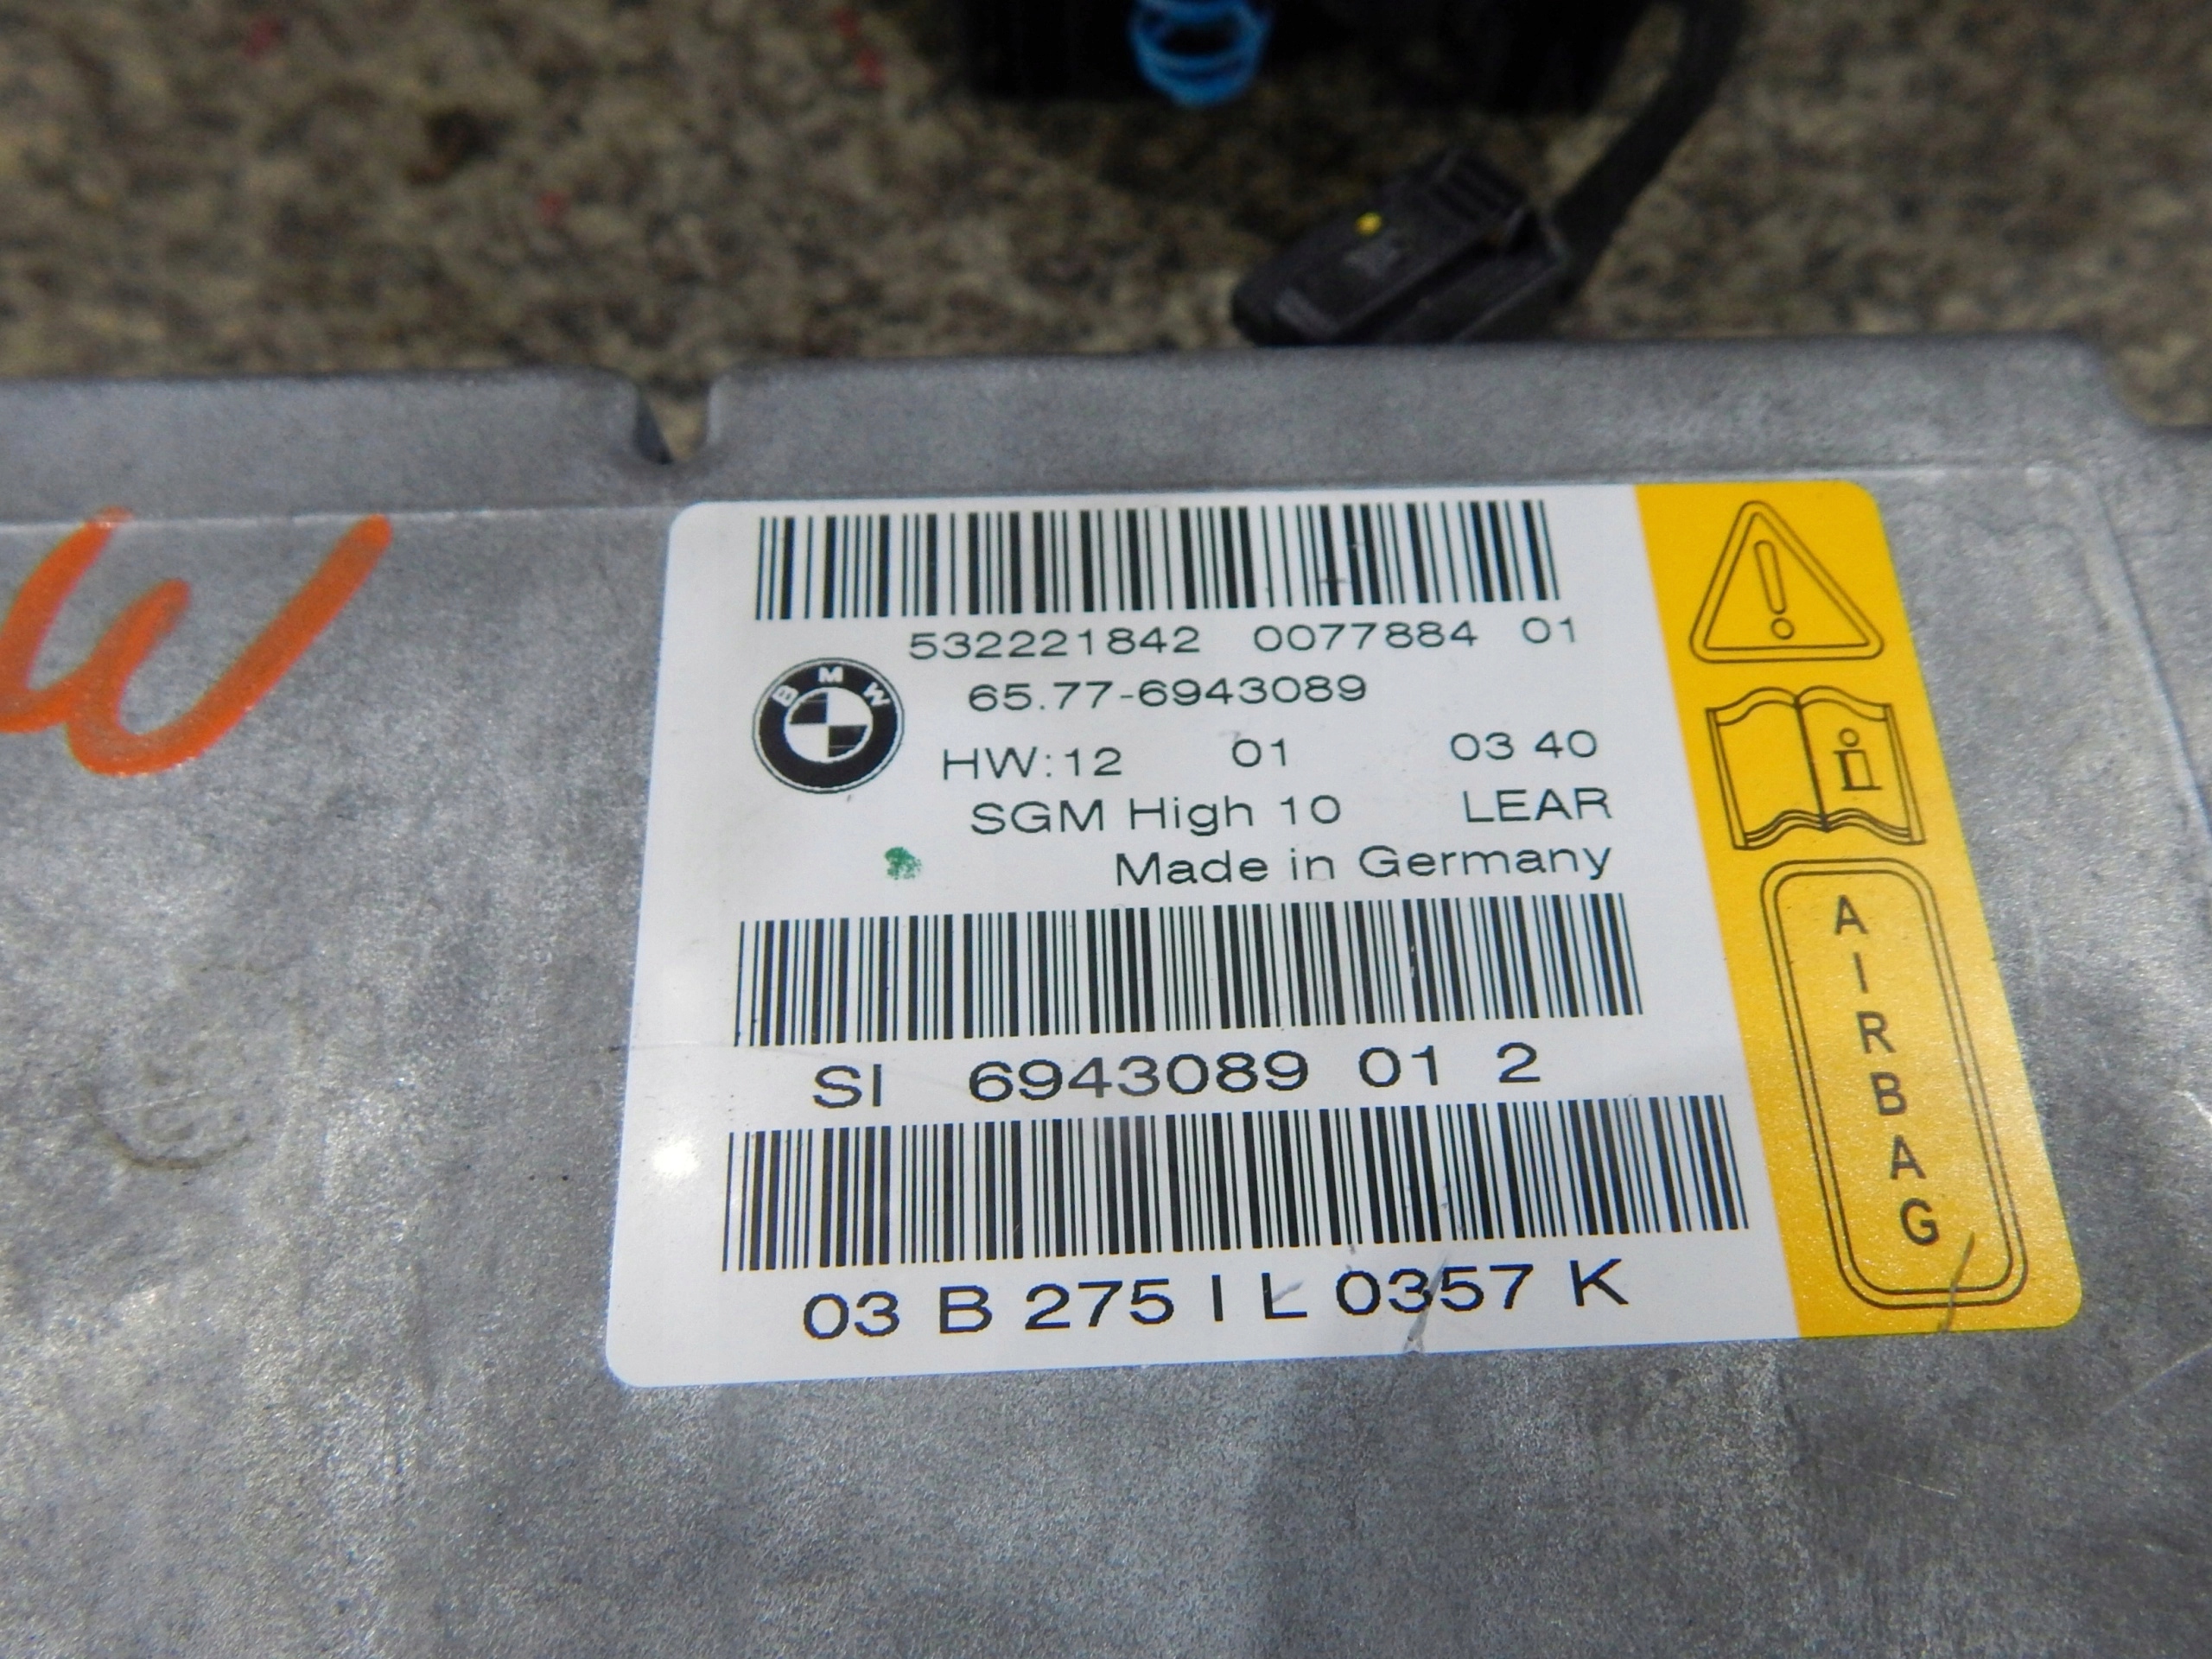 W
532221842 0077884 01
BMW
65.77-6943089
HW:12 01 03 40
SGM High 10 LEAR
Made in Germany
SI 6943089 01 2
03 B 275 I L 0357 K
i
AIRBAG